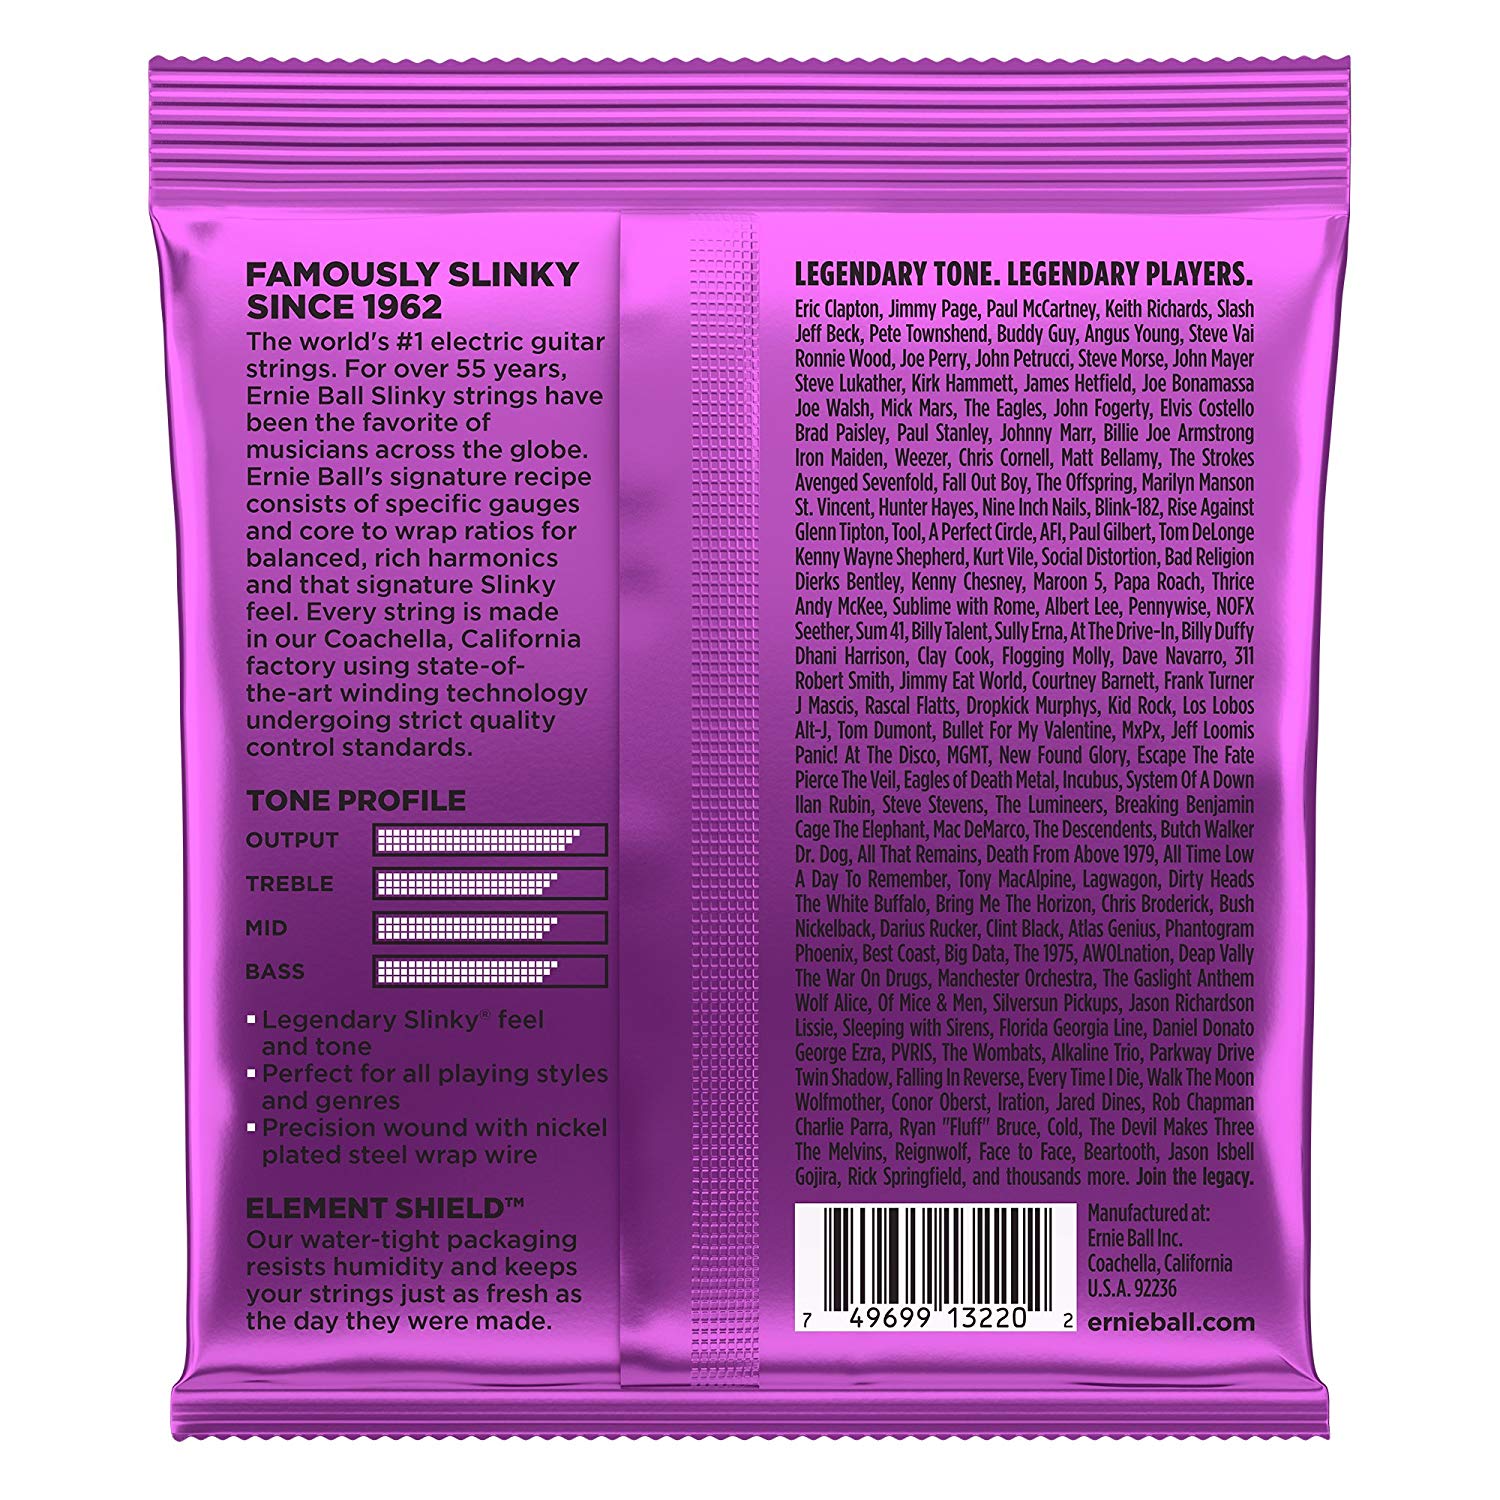 FAMOUSLY SLINKY
SINCE 1962
The world's #1 electric guitar
strings. For over 55 years,
Ernie Ball Slinky strings have
been the favorite of
musicians across the globe.
Ernie Ball's signature recipe
consists of specific gauges
and core to wrap ratios for
balanced, rich harmonics
and that signature Slinky
feel. Every string is made
in our Coachella, California
factory using state-of-
the-art winding technology
undergoing strict quality
control standards.
TONE PROFILE
OUTPUT
TREBLE
MID
BASS
Legendary Slinky® feel
and tone
Perfect for all playing styles
and genres
Precision wound with nickel
plated steel wrap wire
ELEMENT SHIELD™
Our water-tight packaging
resists humidity and keeps
your strings just as fresh as
the day they were made.
LEGENDARY TONE. LEGENDARY PLAYERS.
Eric Clapton, Jimmy Page, Paul McCartney, Keith Richards, Slash
Jeff Beck, Pete Townshend, Buddy Guy, Angus Young, Steve Vai
Ronnie Wood, Joe Perry, John Petrucci, Steve Morse, John Mayer
Steve Lukather, Kirk Hammett, James Hetfield, Joe Bonamassa
Joe Walsh, Mick Mars, The Eagles, John Fogerty, Elvis Costello
Brad Paisley, Paul Stanley, Johnny Marr, Billie Joe Armstrong
Iron Maiden, Weezer, Chris Cornell, Matt Bellamy, The Strokes
Avenged Sevenfold, Fall Out Boy, The Offspring, Marilyn Manson
St. Vincent, Hunter Hayes, Nine Inch Nails, Blink-182, Rise Against
Glenn Tipton, Tool, A Perfect Circle, AFI, Paul Gilbert, Tom DeLonge
Kenny Wayne Shepherd, Kurt Vile, Social Distortion, Bad Religion
Dierks Bentley, Kenny Chesney, Maroon 5, Papa Roach, Thrice
Andy McKee, Sublime with Rome, Albert Lee, Pennywise, NOFX
Seether, Sum 41, Billy Talent, Sully Erna, At The Drive-In, Billy Duffy
Dhani Harrison, Clay Cook, Flogging Molly, Dave Navarro, 311
Robert Smith, Jimmy Eat World, Courtney Barnett, Frank Turner
J Mascis, Rascal Flatts, Dropkick Murphys, Kid Rock, Los Lobos
Alt-J, Tom Dumont, Bullet For My Valentine, MxPx, Jeff Loomis
Panic! At The Disco, MGMT, New Found Glory, Escape The Fate
Pierce The Veil, Eagles of Death Metal, Incubus, System Of A Down
Ilan Rubin, Steve Stevens, The Lumineers, Breaking Benjamin
Cage The Elephant, Mac DeMarco, The Descendents, Butch Walker
Dr. Dog, All That Remains, Death From Above 1979, All Time Low
A Day To Remember, Tony MacAlpine, Lagwagon, Dirty Heads
The White Buffalo, Bring Me The Horizon, Chris Broderick, Bush
Nickelback, Darius Rucker, Clint Black, Atlas Genius, Phantogram
Phoenix, Best Coast, Big Data, The 1975, AWOLnation, Deap Vally
The War On Drugs, Manchester Orchestra, The Gaslight Anthem
Wolf Alice, Of Mice & Men, Silversun Pickups, Jason Richardson
Lissie, Sleeping with Sirens, Florida Georgia Line, Daniel Donato
George Ezra, PVRIS, The Wombats, Alkaline Trio, Parkway Drive
Twin Shadow, Falling In Reverse, Every Time I Die, Walk The Moon
Wolfmother, Conor Oberst, Iration, Jared Dines, Rob Chapman
Charlie Parra, Ryan "Fluff" Bruce, Cold, The Devil Makes Three
The Melvins, Reignwolf, Face to Face, Beartooth, Jason Isbell
Gojira, Rick Springfield, and thousands more. Join the legacy.
7 49699 13220 2
Manufactured at:
Ernie Ball Inc.
Coachella, California
U.S.A. 92236
ernieball.com